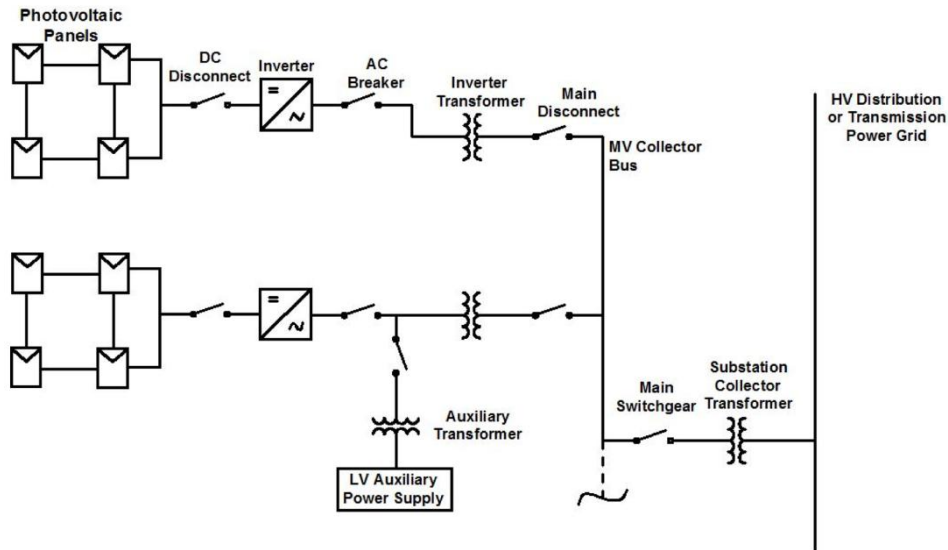 Photovoltaic
Panels
DC
Disconnect
Inverter
AC
Breaker
Inverter
Transformer
Main
Disconnect
HV Distribution
or Transmission
Power Grid
MV Collector
Bus
=
~
=
~
Auxiliary
Transformer
LV Auxiliary
Power Supply
Main
Switchgear
Substation
Collector
Transformer